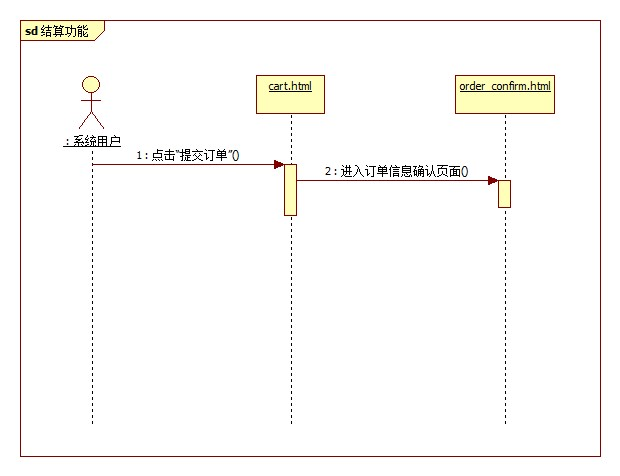 sd 结算功能
cart.html
order_confirm.html
: 系统用户
1 : 点击"提交订单"()
2 : 进入订单信息确认页面()